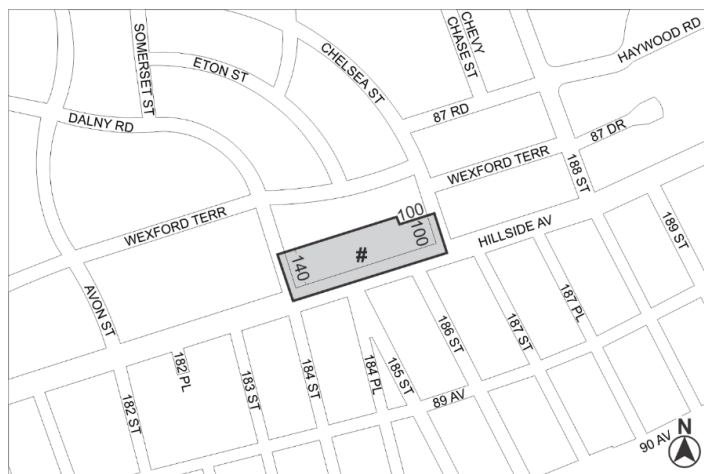 SOMERSET ST
ETON ST
CHELSEA ST
CHEVY
CHASE ST
HAYWOOD RD
DALNY RD
87 RD
87 DR
WEXFORD TERR
188 ST
WEXFORD TERR
100
100
HILLSIDE AV
189 ST
#
140
AVON ST
186 ST
187 ST
187 PL
182 ST
182 PL
183 ST
184 ST
184 PL
185 ST
89 AV
90 AV
N